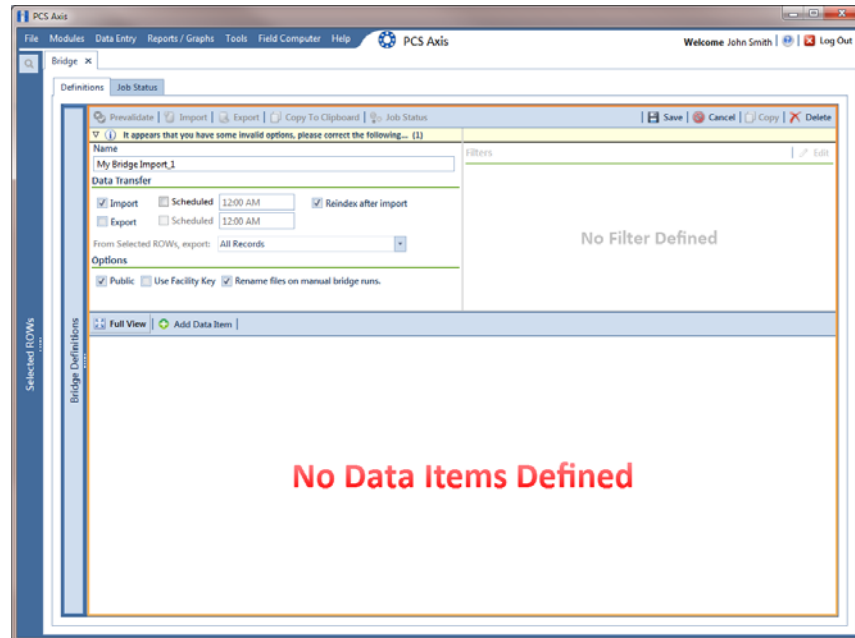 PCS Axis
File Modules Data Entry Reports / Graphs Tools Field Computer Help PCS Axis Welcome John Smith Log Out
Bridge
Definitions Job Status
Prevalidate Import Export Copy To Clipboard Job Status Save Cancel Copy Delete
It appears that you have some invalid options, please correct the following... (1)
Name
Filters Edit
My Bridge Import_1
Data Transfer
Import Scheduled 12:00 AM Reindex after import
Export Scheduled 12:00 AM
No Filter Defined
From Selected ROWs, export: All Records
Options
Public Use Facility Key Rename files on manual bridge runs.
Full View Add Data Item
Selected ROWs
Bridge Definitions
No Data Items Defined